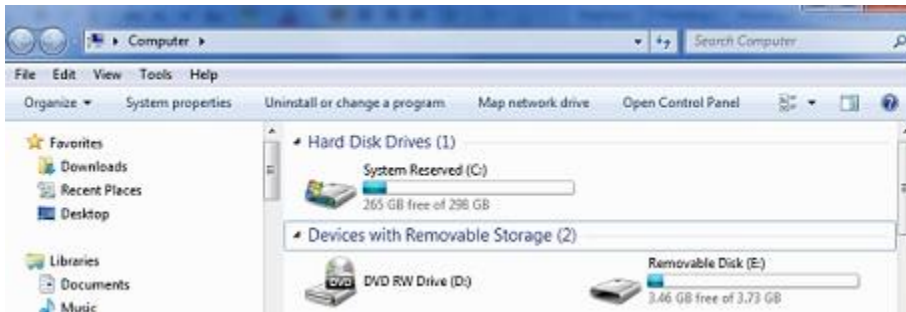 Computer
Search Computer
File Edit View Tools Help
Organize System properties Uninstall or change a program Map network drive Open Control Panel
Favorites
Downloads
Recent Places
Desktop
Libraries
Documents
Music
Hard Disk Drives (1)
System Reserved (C:)
265 GB free of 298 GB
Devices with Removable Storage (2)
DVD RW Drive (D:)
DVD
Removable Disk (E:)
3.46 GB free of 3.73 GB